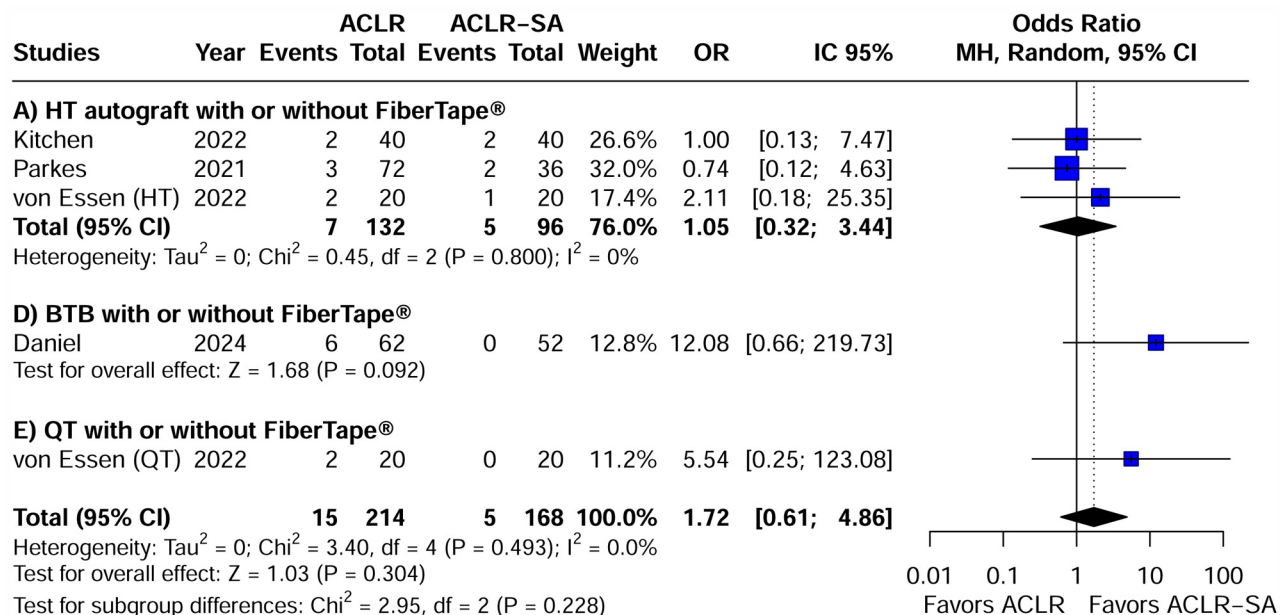 ACLR ACLR–SA Odds Ratio
Studies Year Events Total Events Total Weight OR IC 95% MH, Random, 95% CI
A) HT autograft with or without FiberTape®
Kitchen 2022 2 40 2 40 26.6% 1.00 [0.13; 7.47]
Parkes 2021 3 72 2 36 32.0% 0.74 [0.12; 4.63]
von Essen (HT) 2022 2 20 1 20 17.4% 2.11 [0.18; 25.35]
Total (95% CI) 7 132 5 96 76.0% 1.05 [0.32; 3.44]
Heterogeneity: Tau² = 0; Chi² = 0.45, df = 2 (P = 0.800); I² = 0%
D) BTB with or without FiberTape®
Daniel 2024 6 62 0 52 12.8% 12.08 [0.66; 219.73]
Test for overall effect: Z = 1.68 (P = 0.092)
E) QT with or without FiberTape®
von Essen (QT) 2022 2 20 0 20 11.2% 5.54 [0.25; 123.08]
Total (95% CI) 15 214 5 168 100.0% 1.72 [0.61; 4.86]
Heterogeneity: Tau² = 0; Chi² = 3.40, df = 4 (P = 0.493); I² = 0.0%
Test for overall effect: Z = 1.03 (P = 0.304)
Test for subgroup differences: Chi² = 2.95, df = 2 (P = 0.228)
0.01 0.1 1 10 100
Favors ACLR Favors ACLR–SA